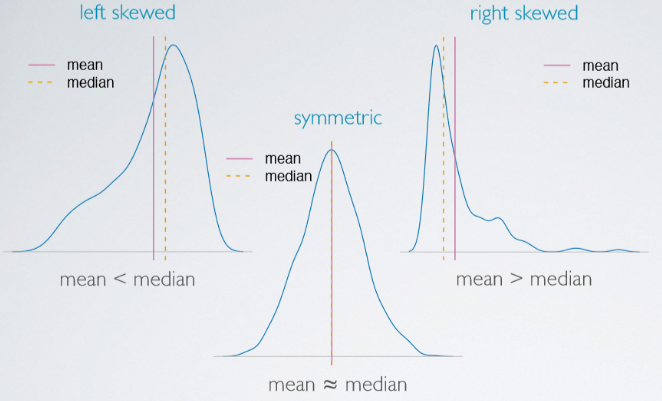 left skewed
mean
median
mean < median
symmetric
mean
median
mean ≈ median
right skewed
mean
median
mean > median